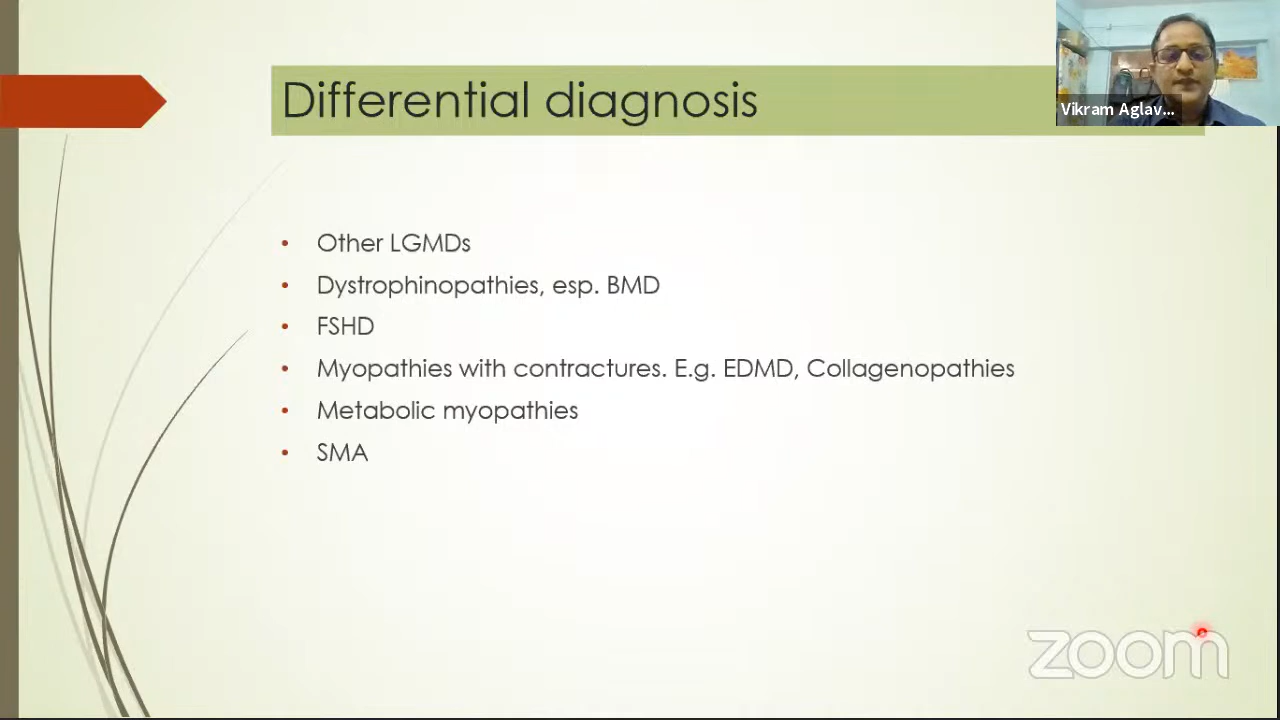 Differential diagnosis
Vikram Aglav...
• Other LGMDs
• Dystrophinopathies, esp. BMD
• FSHD
• Myopathies with contractures. E.g. EDMD, Collagenopathies
• Metabolic myopathies
• SMA
zoom